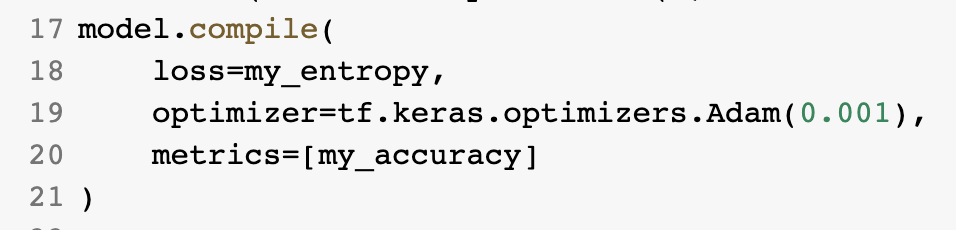 17 model.compile(
18     loss=my_entropy,
19     optimizer=tf.keras.optimizers.Adam(0.001),
20     metrics=[my_accuracy]
21 )